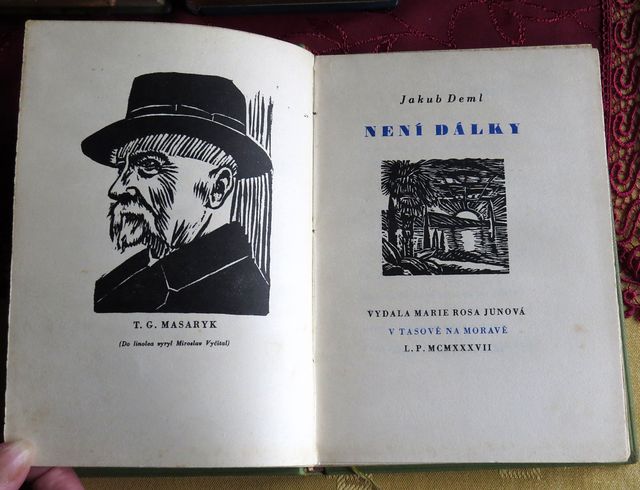 T. G. MASARYK
(Do linolea vyryl Miroslav Vyčítal)
Jakub Deml
NENÍ DÁLKY
VYDALA MARIE ROSA JUNOVÁ
V TASOVĚ NA MORAVĚ
L. P. MCMXXXVII